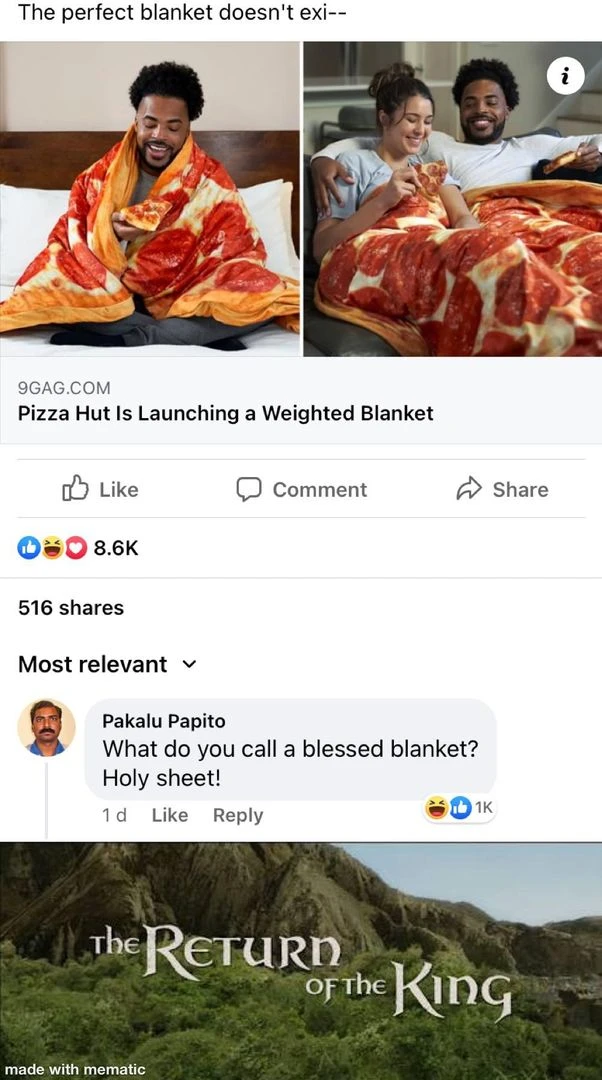 The perfect blanket doesn't exi--
i
9GAG.COM
Pizza Hut Is Launching a Weighted Blanket
Like Comment Share
8.6K
516 shares
Most relevant
Pakalu Papito
What do you call a blessed blanket?
Holy sheet!
1 d Like Reply 1K
The RETURN
OF THE KING
made with mematic